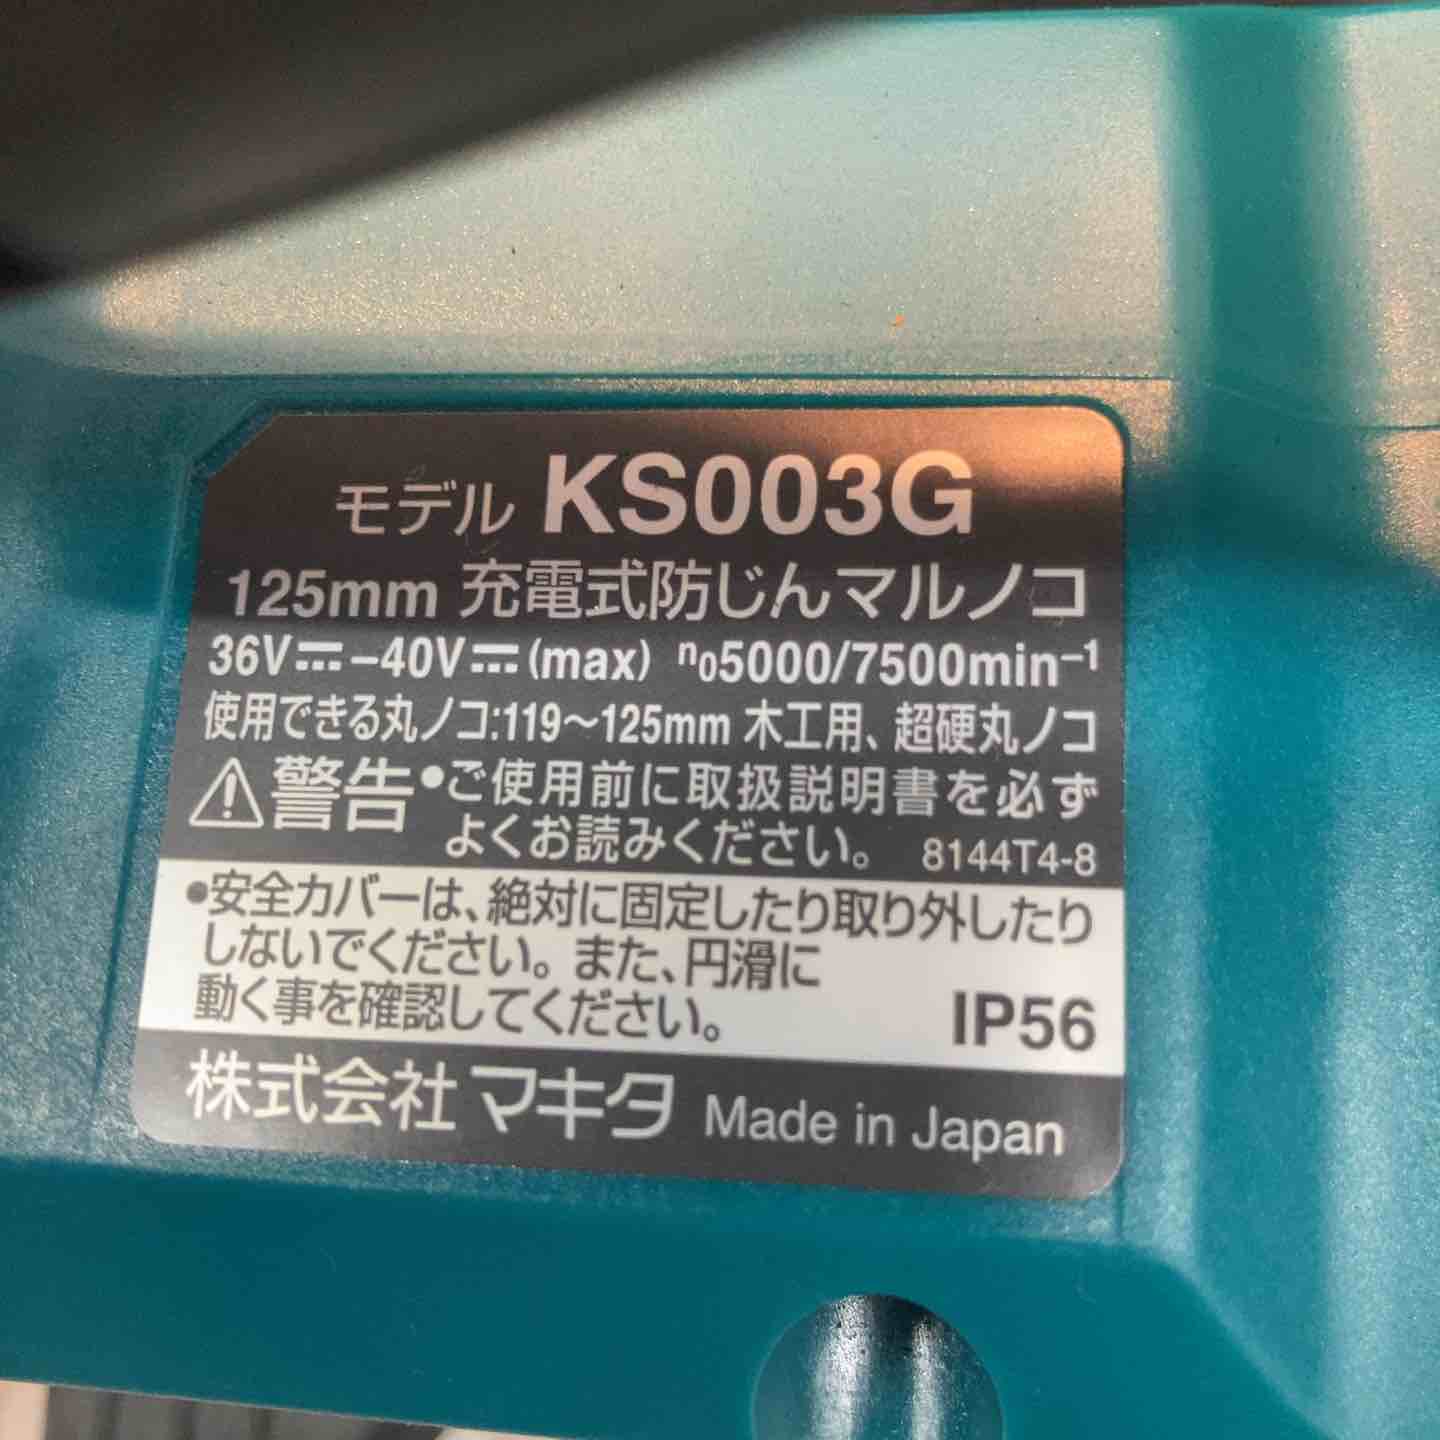 モデル KS003G
125mm 充電式防じんマルノコ
36V⎓-40V⎓(max) n₀5000/7500min⁻¹
使用できる丸ノコ:119~125mm 木工用、超硬丸ノコ
⚠警告 •ご使用前に取扱説明書を必ず
よくお読みください。 8144T4-8
•安全カバーは、絶対に固定したり取り外したり
しないでください。また、円滑に
動く事を確認してください。 IP56
株式会社マキタ Made in Japan